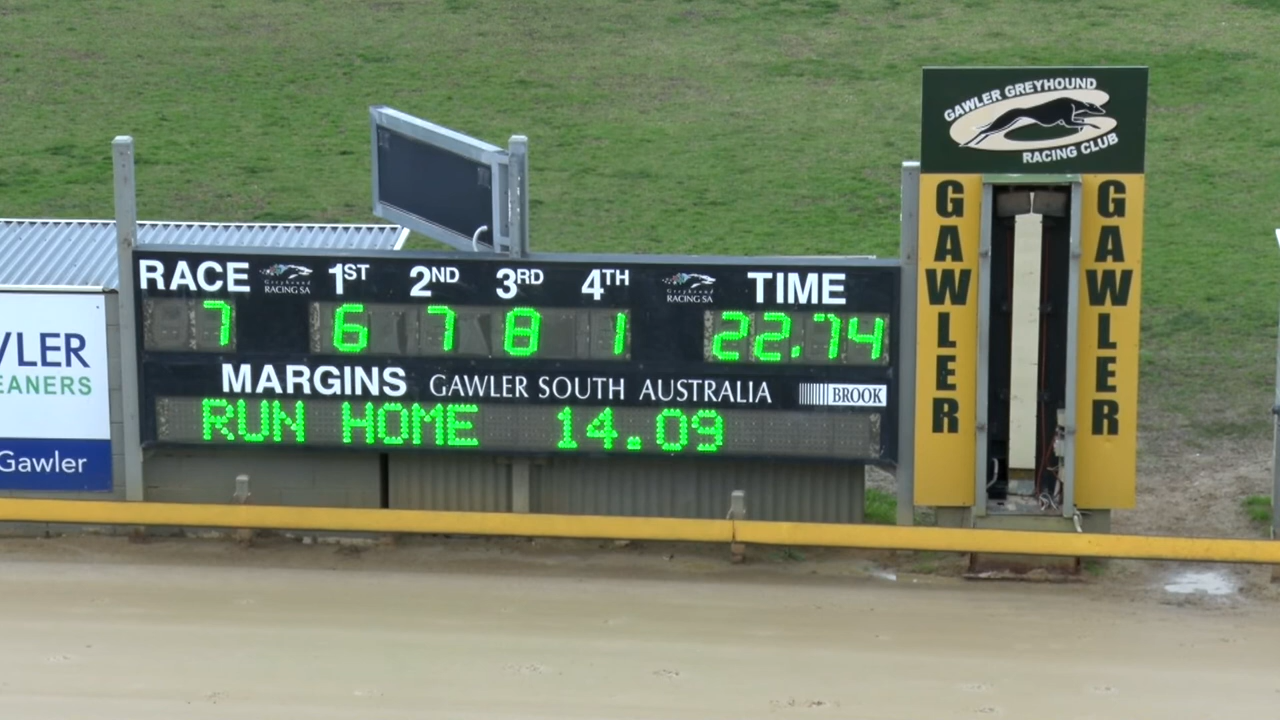 GAWLER GREYHOUND
RACING CLUB
GAWLER
GAWLER
RACE 1ST 2ND 3RD 4TH TIME
Greyhound
RACING SA
Greyhound
RACING SA
7 6 7 8 1 22.74
MARGINS GAWLER SOUTH AUSTRALIA BROOK
RUN HOME 14.09
WLER
EANERS
Gawler